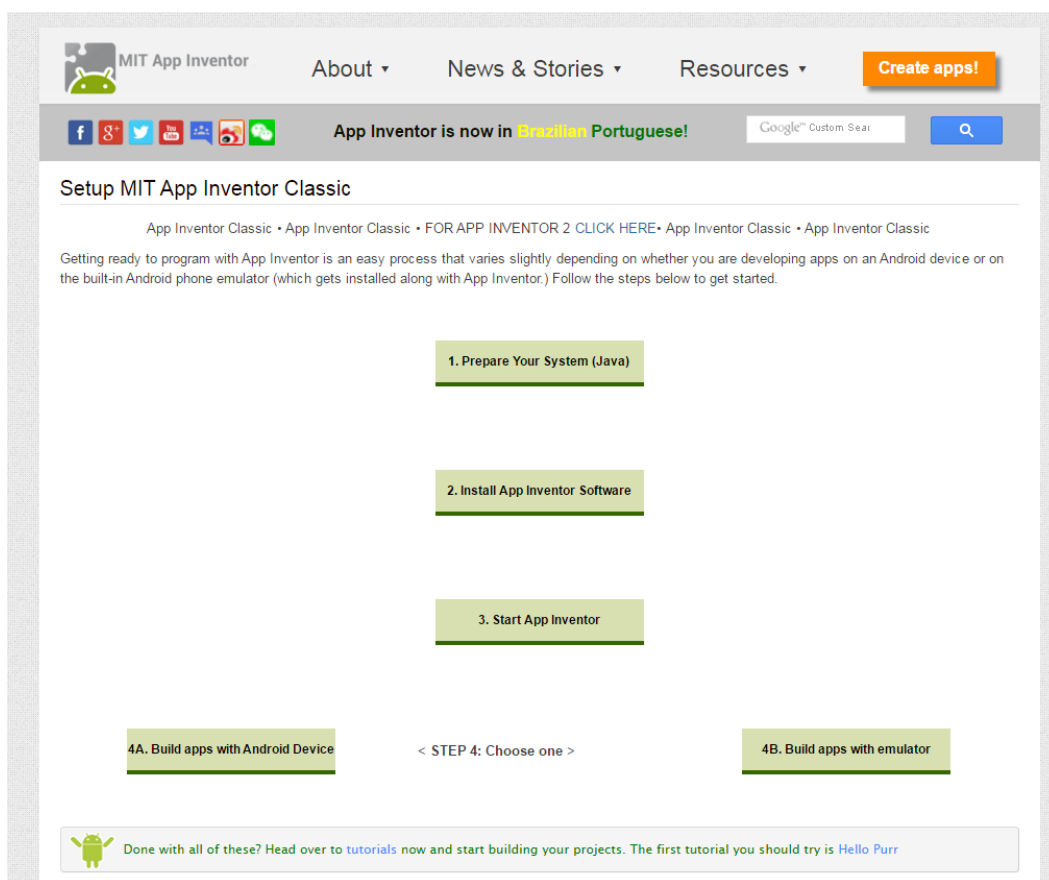 MIT App Inventor
About ▾ News & Stories ▾ Resources ▾ Create apps!
f 8+ You Tube App Inventor is now in Brazilian Portuguese! Google™ Custom Sear
Setup MIT App Inventor Classic
App Inventor Classic • App Inventor Classic • FOR APP INVENTOR 2 CLICK HERE• App Inventor Classic • App Inventor Classic
Getting ready to program with App Inventor is an easy process that varies slightly depending on whether you are developing apps on an Android device or on
the built-in Android phone emulator (which gets installed along with App Inventor.) Follow the steps below to get started.
1. Prepare Your System (Java)
2. Install App Inventor Software
3. Start App Inventor
4A. Build apps with Android Device < STEP 4: Choose one > 4B. Build apps with emulator
Done with all of these? Head over to tutorials now and start building your projects. The first tutorial you should try is Hello Purr